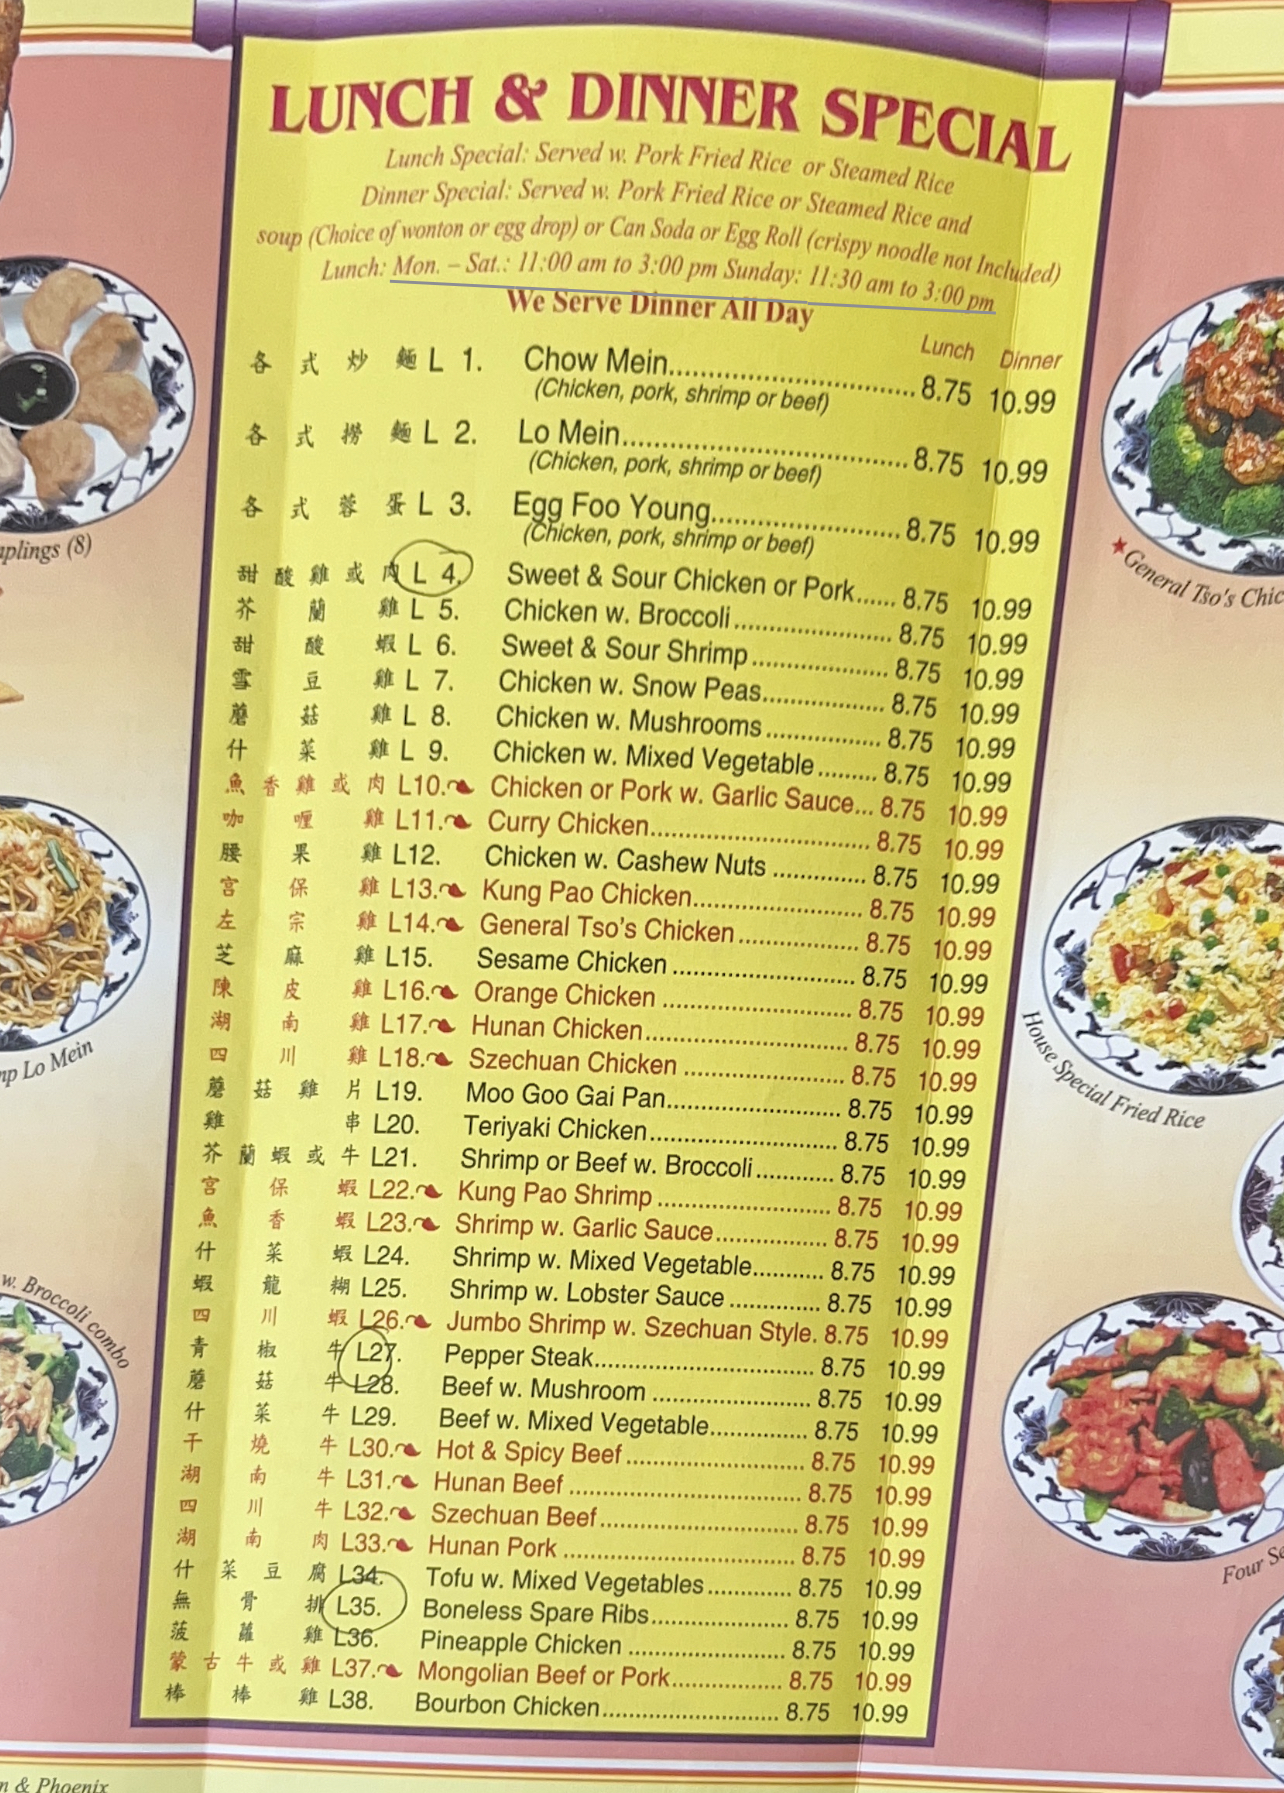 LUNCH & DINNER SPECIAL
Lunch Special: Served w. Pork Fried Rice or Steamed Rice
Dinner Special: Served w. Pork Fried Rice or Steamed Rice and
soup (Choice of wonton or egg drop) or Can Soda or Egg Roll (crispy noodle not Included)
Lunch: Mon. – Sat.: 11:00 am to 3:00 pm Sunday: 11:30 am to 3:00 pm
We Serve Dinner All Day
Lunch Dinner
各式炒麵 L 1. Chow Mein 8.75 10.99
(Chicken, pork, shrimp or beef)
各式撈麵 L 2. Lo Mein 8.75 10.99
(Chicken, pork, shrimp or beef)
各式蓉蛋 L 3. Egg Foo Young 8.75 10.99
(Chicken, pork, shrimp or beef)
甜酸雞或肉 L 4. Sweet & Sour Chicken or Pork 8.75 10.99
芥蘭雞 L 5. Chicken w. Broccoli 8.75 10.99
甜酸蝦 L 6. Sweet & Sour Shrimp 8.75 10.99
雪豆雞 L 7. Chicken w. Snow Peas 8.75 10.99
蘑菇雞 L 8. Chicken w. Mushrooms 8.75 10.99
什菜雞 L 9. Chicken w. Mixed Vegetable 8.75 10.99
魚香雞或肉 L10. Chicken or Pork w. Garlic Sauce 8.75 10.99
咖喱雞 L11. Curry Chicken 8.75 10.99
腰果雞 L12. Chicken w. Cashew Nuts 8.75 10.99
宮保雞 L13. Kung Pao Chicken 8.75 10.99
左宗雞 L14. General Tso's Chicken 8.75 10.99
芝麻雞 L15. Sesame Chicken 8.75 10.99
陳皮雞 L16. Orange Chicken 8.75 10.99
湖南雞 L17. Hunan Chicken 8.75 10.99
四川雞 L18. Szechuan Chicken 8.75 10.99
蘑菇雞片 L19. Moo Goo Gai Pan 8.75 10.99
雞串 L20. Teriyaki Chicken 8.75 10.99
芥蘭蝦或牛 L21. Shrimp or Beef w. Broccoli 8.75 10.99
宮保蝦 L22. Kung Pao Shrimp 8.75 10.99
魚香蝦 L23. Shrimp w. Garlic Sauce 8.75 10.99
什菜蝦 L24. Shrimp w. Mixed Vegetable 8.75 10.99
蝦龍糊 L25. Shrimp w. Lobster Sauce 8.75 10.99
四川蝦 L26. Jumbo Shrimp w. Szechuan Style. 8.75 10.99
青椒牛 L27. Pepper Steak 8.75 10.99
蘑菇牛 L28. Beef w. Mushroom 8.75 10.99
什菜牛 L29. Beef w. Mixed Vegetable 8.75 10.99
干燒牛 L30. Hot & Spicy Beef 8.75 10.99
湖南牛 L31. Hunan Beef 8.75 10.99
四川牛 L32. Szechuan Beef 8.75 10.99
湖南肉 L33. Hunan Pork 8.75 10.99
什菜豆腐 L34. Tofu w. Mixed Vegetables 8.75 10.99
無骨排 L35. Boneless Spare Ribs 8.75 10.99
菠蘿雞 L36. Pineapple Chicken 8.75 10.99
蒙古牛或雞 L37. Mongolian Beef or Pork 8.75 10.99
棒棒雞 L38. Bourbon Chicken 8.75 10.99
(8)
Lo Mein
w. Broccoli combo
& Phoenix
General Tso's
House Special Fried Rice
Four